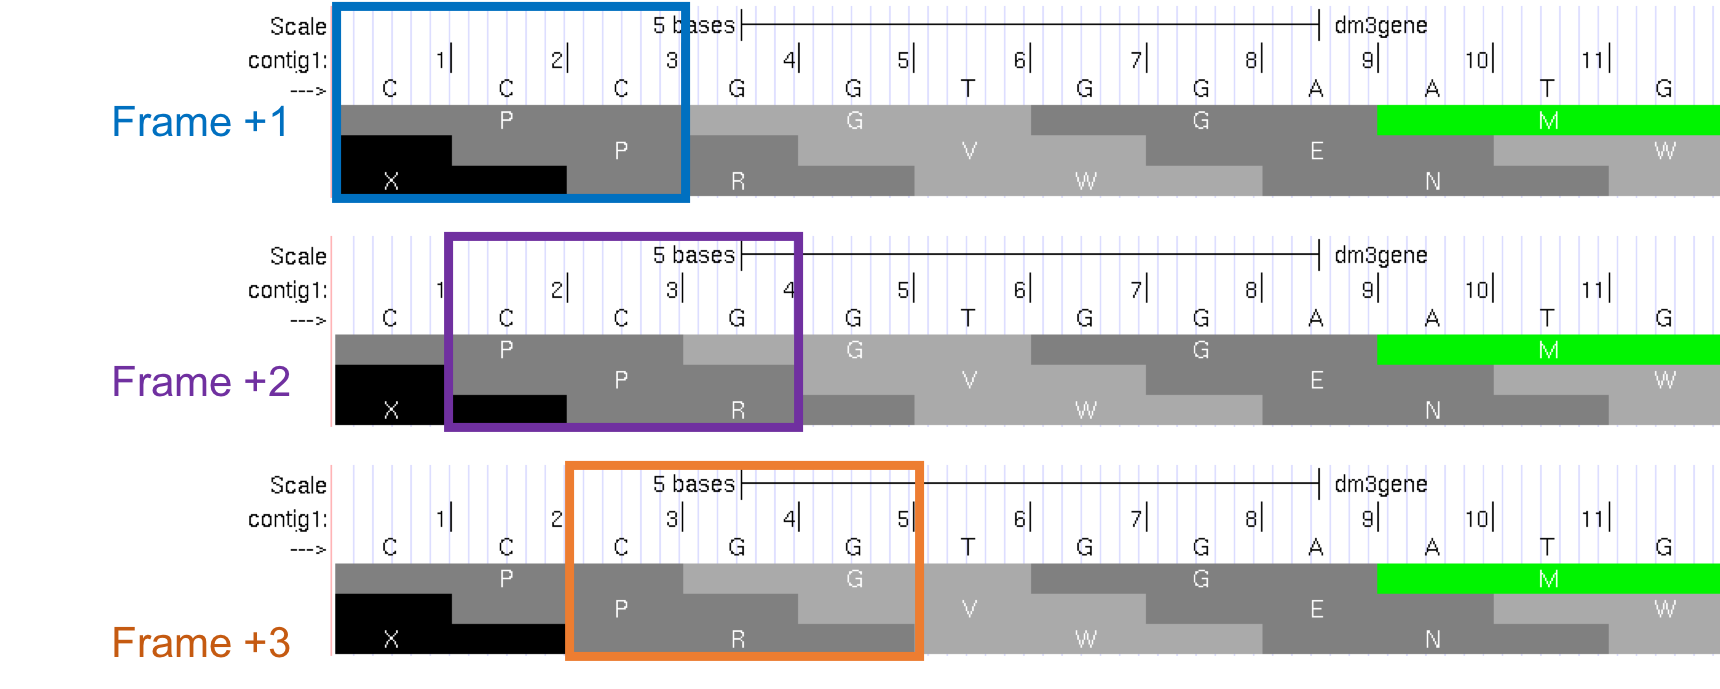 Scale 5 bases dm3gene
contig1: 1 2 3 4 5 6 7 8 9 10 11
---> C C C G G T G G A A T G
Frame +1 P G G M
P V E W
X R W N
Scale 5 bases dm3gene
contig1: 1 2 3 4 5 6 7 8 9 10 11
---> C C C G G T G G A A T G
P G G M
Frame +2 P V E W
X R W N
Scale 5 bases dm3gene
contig1: 1 2 3 4 5 6 7 8 9 10 11
---> C C C G G T G G A A T G
P G G M
P V E W
Frame +3 X R W N